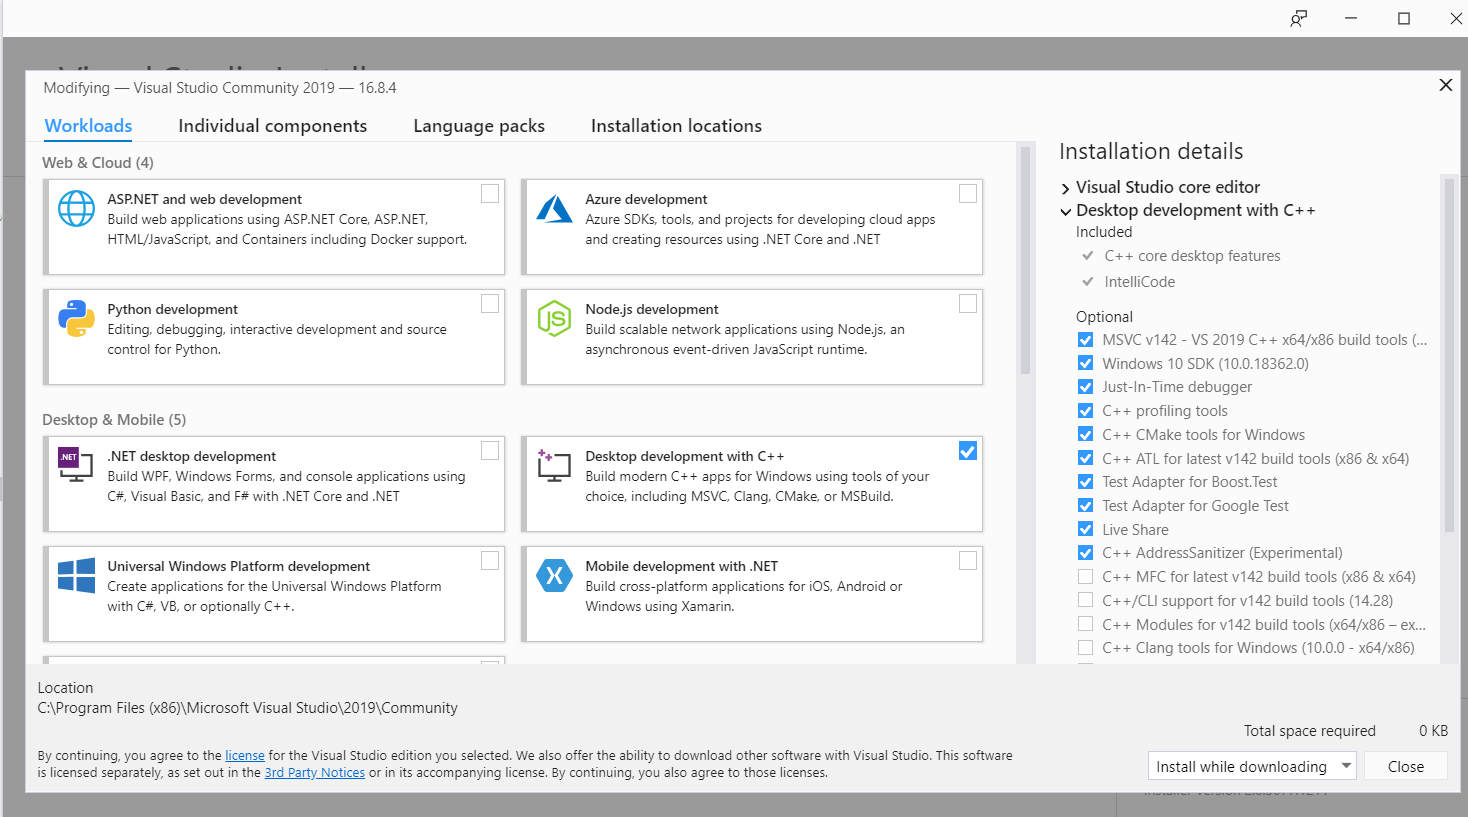 Modifying — Visual Studio Community 2019 — 16.8.4
Workloads Individual components Language packs Installation locations
Web & Cloud (4)
ASP.NET and web development
Build web applications using ASP.NET Core, ASP.NET,
HTML/JavaScript, and Containers including Docker support.
Azure development
Azure SDKs, tools, and projects for developing cloud apps
and creating resources using .NET Core and .NET
Python development
Editing, debugging, interactive development and source
control for Python.
JS
Node.js development
Build scalable network applications using Node.js, an
asynchronous event-driven JavaScript runtime.
Desktop & Mobile (5)
.NET
.NET desktop development
Build WPF, Windows Forms, and console applications using
C#, Visual Basic, and F# with .NET Core and .NET
Desktop development with C++
Build modern C++ apps for Windows using tools of your
choice, including MSVC, Clang, CMake, or MSBuild.
Universal Windows Platform development
Create applications for the Universal Windows Platform
with C#, VB, or optionally C++.
Mobile development with .NET
Build cross-platform applications for iOS, Android or
Windows using Xamarin.
Installation details
Visual Studio core editor
Desktop development with C++
Included
C++ core desktop features
IntelliCode
Optional
MSVC v142 - VS 2019 C++ x64/x86 build tools (...
Windows 10 SDK (10.0.18362.0)
Just-In-Time debugger
C++ profiling tools
C++ CMake tools for Windows
C++ ATL for latest v142 build tools (x86 & x64)
Test Adapter for Boost.Test
Test Adapter for Google Test
Live Share
C++ AddressSanitizer (Experimental)
C++ MFC for latest v142 build tools (x86 & x64)
C++/CLI support for v142 build tools (14.28)
C++ Modules for v142 build tools (x64/x86 – ex...
C++ Clang tools for Windows (10.0.0 - x64/x86)
Location
C:\Program Files (x86)\Microsoft Visual Studio\2019\Community
Total space required 0 KB
By continuing, you agree to the license for the Visual Studio edition you selected. We also offer the ability to download other software with Visual Studio. This software
is licensed separately, as set out in the 3rd Party Notices or in its accompanying license. By continuing, you also agree to those licenses.
Install while downloading
Close